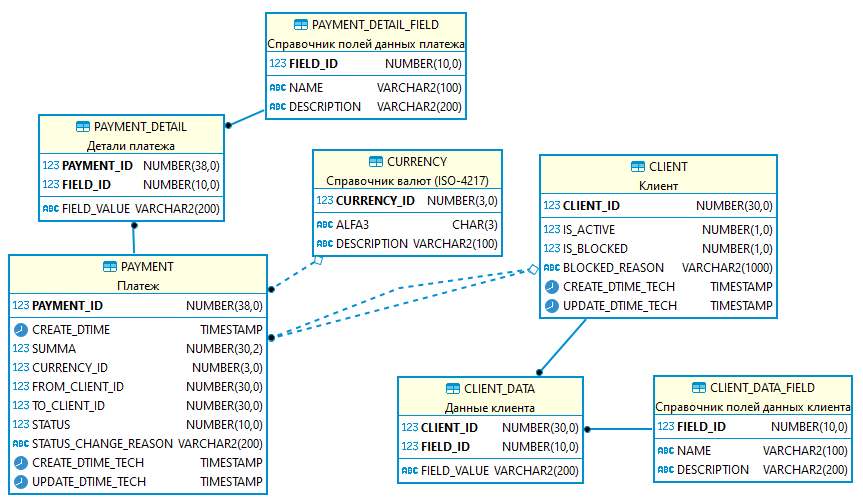 PAYMENT_DETAIL_FIELD
Справочник полей данных платежа
123 FIELD_ID NUMBER(10,0)
ABC NAME VARCHAR2(100)
ABC DESCRIPTION VARCHAR2(200)
PAYMENT_DETAIL
Детали платежа
123 PAYMENT_ID NUMBER(38,0)
123 FIELD_ID NUMBER(10,0)
ABC FIELD_VALUE VARCHAR2(200)
CURRENCY
Справочник валют (ISO-4217)
123 CURRENCY_ID NUMBER(3,0)
ABC ALFA3 CHAR(3)
ABC DESCRIPTION VARCHAR2(100)
CLIENT
Клиент
123 CLIENT_ID NUMBER(30,0)
123 IS_ACTIVE NUMBER(1,0)
123 IS_BLOCKED NUMBER(1,0)
ABC BLOCKED_REASON VARCHAR2(1000)
CREATE_DTIME_TECH TIMESTAMP
UPDATE_DTIME_TECH TIMESTAMP
PAYMENT
Платеж
123 PAYMENT_ID NUMBER(38,0)
CREATE_DTIME TIMESTAMP
123 SUMMA NUMBER(30,2)
123 CURRENCY_ID NUMBER(3,0)
123 FROM_CLIENT_ID NUMBER(30,0)
123 TO_CLIENT_ID NUMBER(30,0)
123 STATUS NUMBER(10,0)
ABC STATUS_CHANGE_REASON VARCHAR2(200)
CREATE_DTIME_TECH TIMESTAMP
UPDATE_DTIME_TECH TIMESTAMP
CLIENT_DATA
Данные клиента
123 CLIENT_ID NUMBER(30,0)
123 FIELD_ID NUMBER(10,0)
ABC FIELD_VALUE VARCHAR2(200)
CLIENT_DATA_FIELD
Справочник полей данных клиента
123 FIELD_ID NUMBER(10,0)
ABC NAME VARCHAR2(100)
ABC DESCRIPTION VARCHAR2(200)